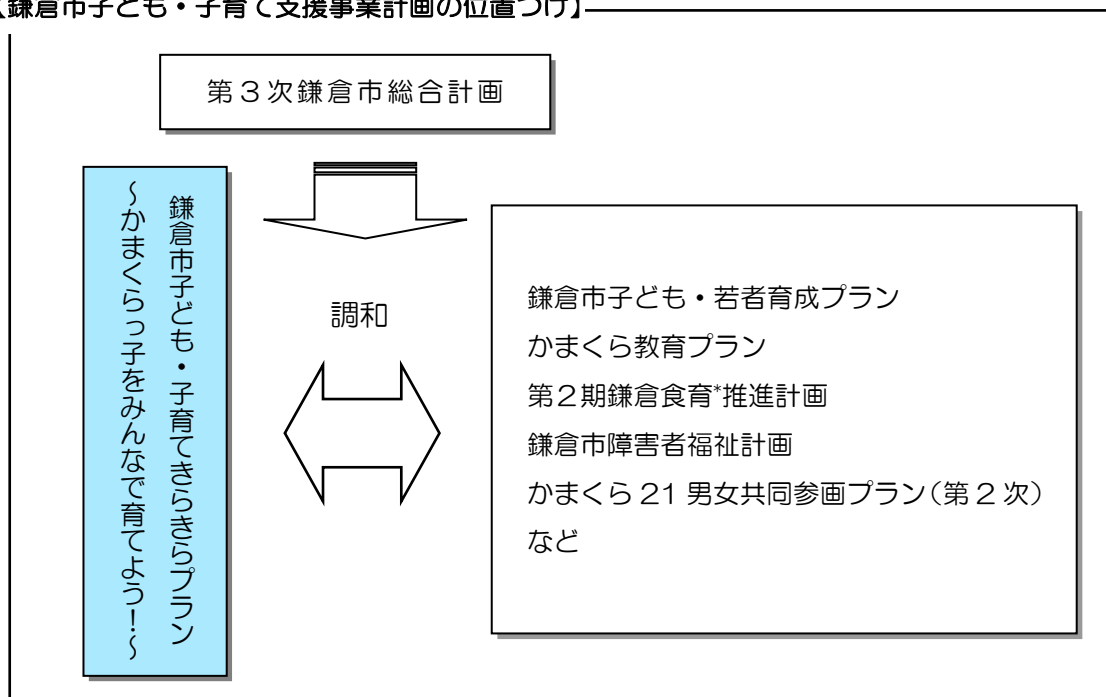 【鎌倉市子ども・子育て支援事業計画の位置づけ】
第３次鎌倉市総合計画
鎌倉市子ども・子育てきらきらプラン
～かまくらっ子をみんなで育てよう！～
調和
鎌倉市子ども・若者育成プラン
かまくら教育プラン
第２期鎌倉食育*推進計画
鎌倉市障害者福祉計画
かまくら 21 男女共同参画プラン（第 2 次）
など